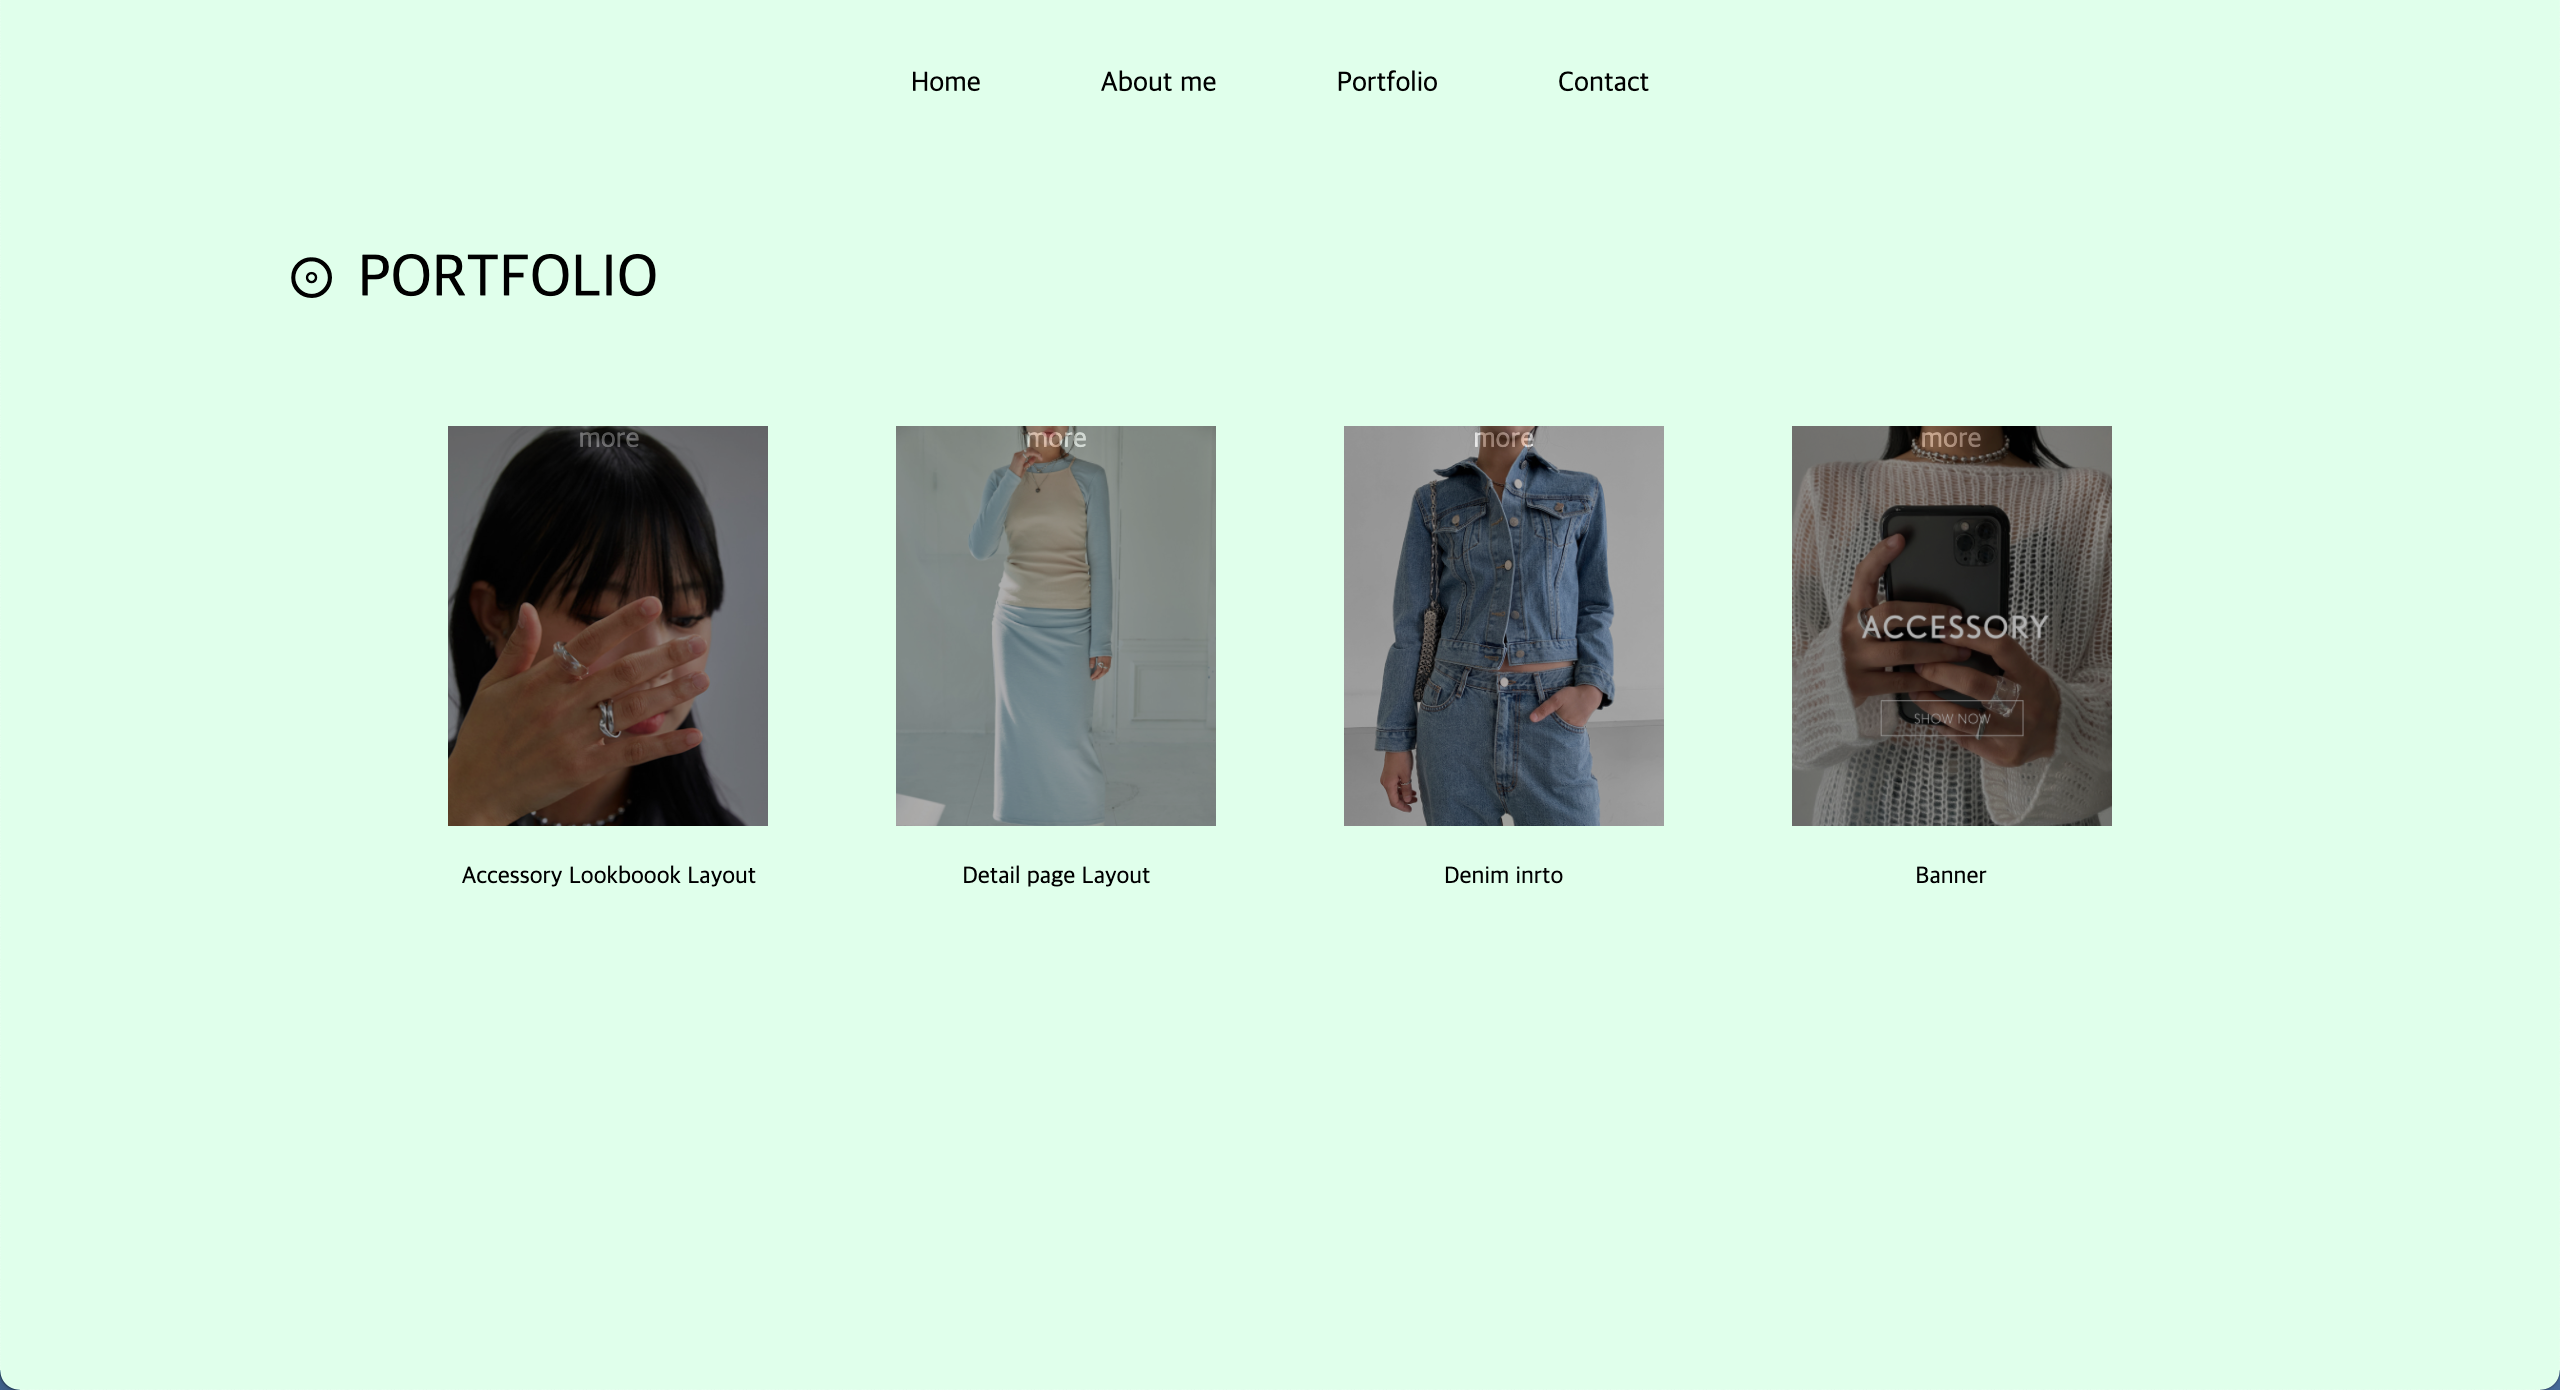 Home About me Portfolio Contact
PORTFOLIO
more more more more
ACCESSORY
SHOW NOW
Accessory Lookboook Layout Detail page Layout Denim inrto Banner